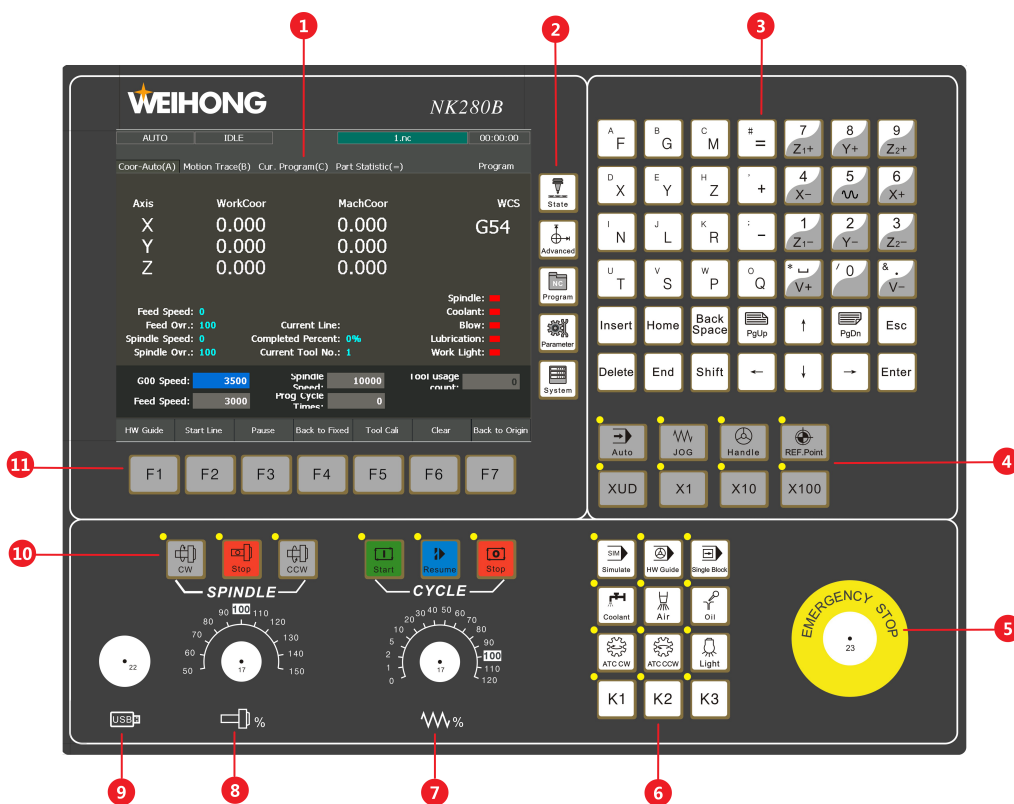 1 2 3
WEIHONG NK280B
AUTO IDLE 1.nc 00:00:00
Coor-Auto(A) Motion Trace(B) Cur. Program(C) Part Statistic(=) Program
Axis WorkCoor MachCoor WCS
X 0.000 0.000 G54
Y 0.000 0.000
Z 0.000 0.000
Spindle:
Feed Speed: 0 Coolant:
Feed Ovr.: 100 Current Line: Blow:
Spindle Speed: 0 Completed Percent: 0% Lubrication:
Spindle Ovr.: 100 Current Tool No.: 1 Work Light:
G00 Speed: 3500 Spindle Speed: 10000 Tool usage count: 0
Feed Speed: 3000 Prog Cycle Times: 0
HW Guide Start Line Pause Back to Fixed Tool Cali Clear Back to Origin
11
F1 F2 F3 F4 F5 F6 F7
State
Advanced
NC
Program
Parameter
System
A F B G C M # = 7 Z1+ 8 Y+ 9 Z2+
D X E Y H Z ' + 4 X- 5 6 X+
I N J L K R ; - 1 Z1- 2 Y- 3 Z2-
U T V S W P O Q * V+ / 0 & . V-
Insert Home Back Space PgUp ↑ PgDn Esc
Delete End Shift ← ↓ → Enter
Auto JOG Handle REF.Point
4
XUD X1 X10 X100
10
CW Stop CCW
SPINDLE
Start Resume Stop
CYCLE
50 60 70 80 90 100 110 120 130 140 150
17
0 1 2 5 10 20 30 40 50 60 70 80 90 100 110 120
17
22
USB
%
%
SIM
Simulate HW Guide Single Block
Coolant Air Oil
ATC CW ATC CCW Light
K1 K2 K3
EMERGENCY STOP
23
5
9 8 7 6